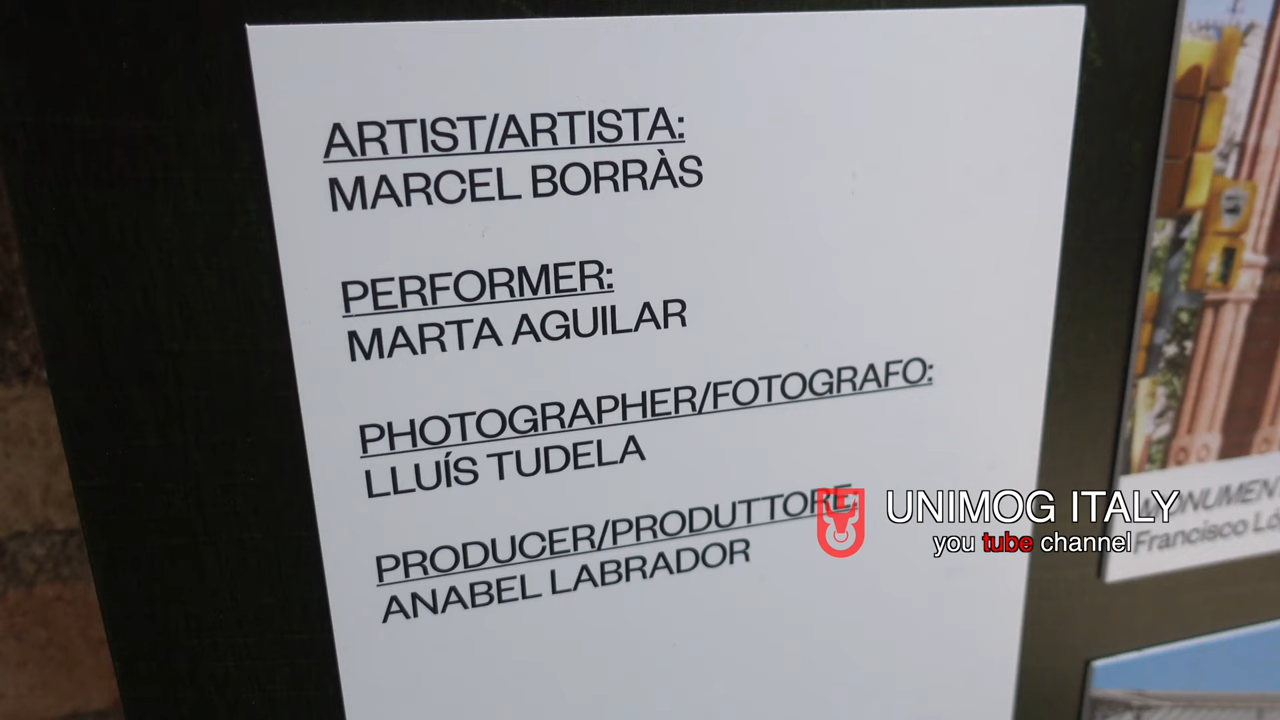 ARTIST/ARTISTA:
MARCEL BORRÀS
PERFORMER:
MARTA AGUILAR
PHOTOGRAPHER/FOTOGRAFO:
LLUÍS TUDELA
PRODUCER/PRODUTTORE:
ANABEL LABRADOR
UNIMOG ITALY
you tube channel
Francisco